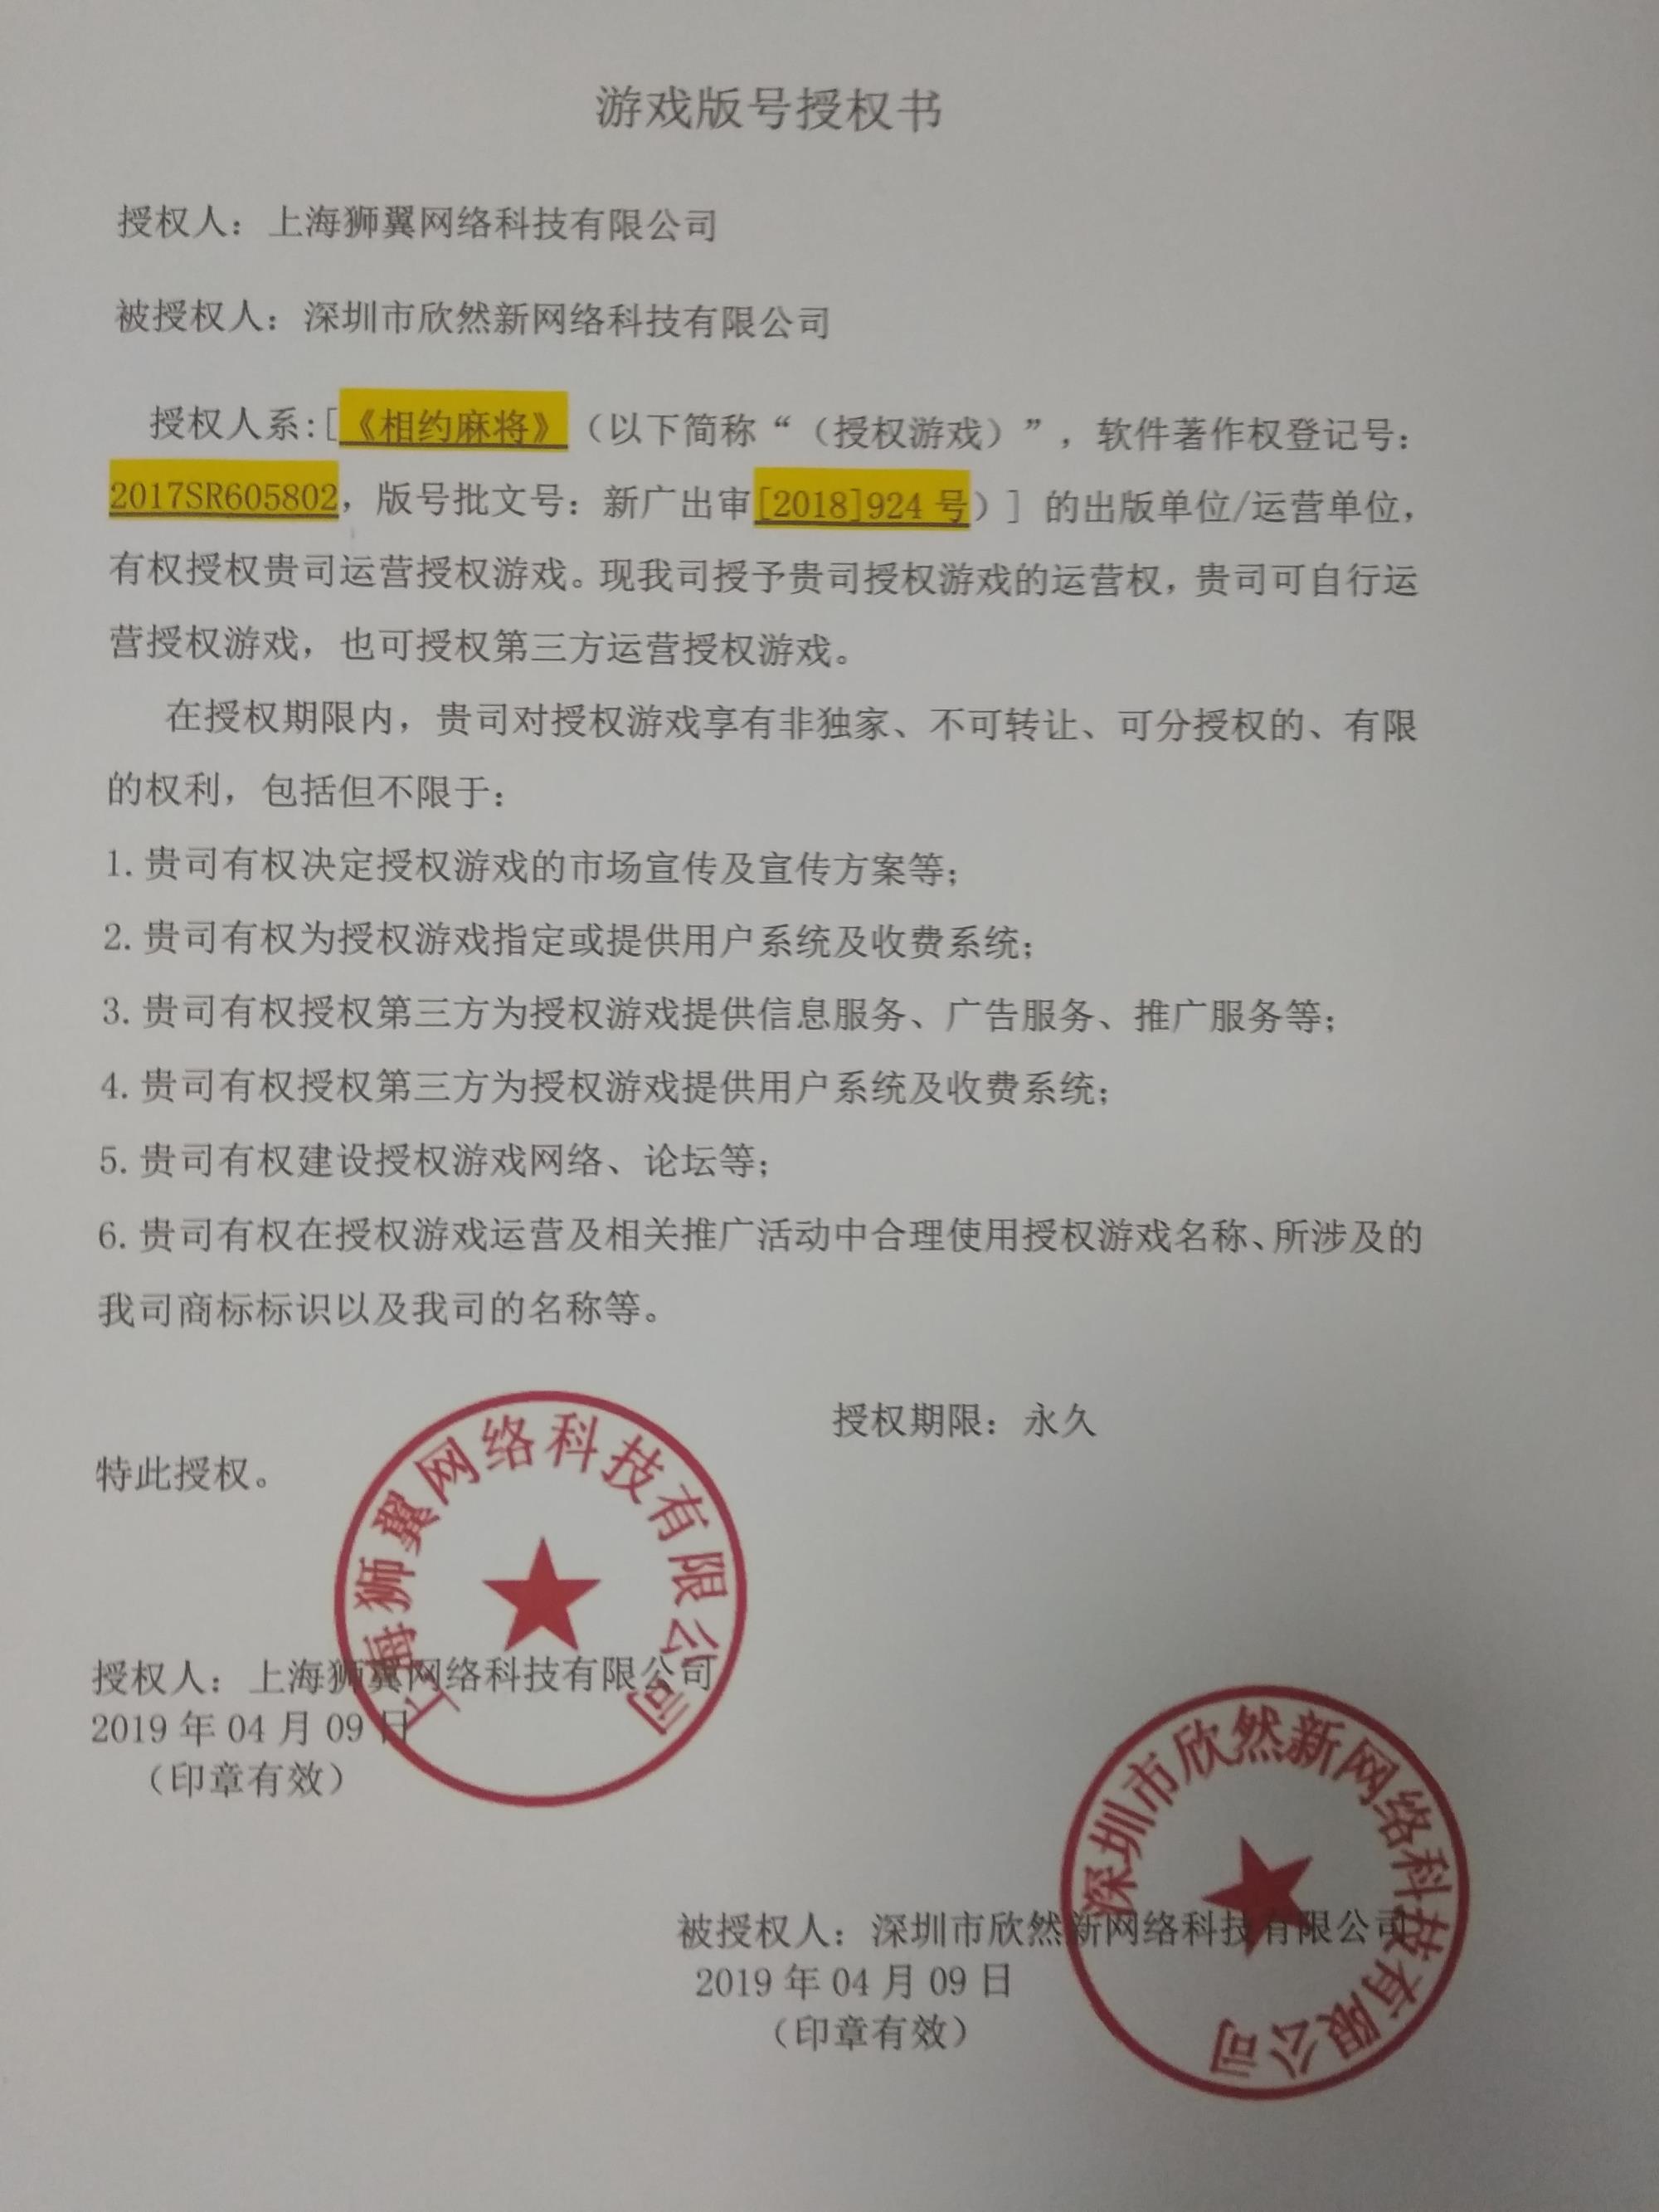 游戏版号授权书
授权人：上海狮翼网络科技有限公司
被授权人：深圳市欣然新网络科技有限公司
授权人系:[《相约麻将》（以下简称“（授权游戏）”，软件著作权登记号：
2017SR605802，版号批文号：新广出审[2018]924 号）] 的出版单位/运营单位，
有权授权贵司运营授权游戏。现我司授予贵司授权游戏的运营权，贵司可自行运
营授权游戏，也可授权第三方运营授权游戏。
在授权期限内，贵司对授权游戏享有非独家、不可转让、可分授权的、有限
的权利，包括但不限于：
1. 贵司有权决定授权游戏的市场宣传及宣传方案等；
2. 贵司有权为授权游戏指定或提供用户系统及收费系统；
3. 贵司有权授权第三方为授权游戏提供信息服务、广告服务、推广服务等；
4. 贵司有权授权第三方为授权游戏提供用户系统及收费系统；
5. 贵司有权建设授权游戏网络、论坛等；
6. 贵司有权在授权游戏运营及相关推广活动中合理使用授权游戏名称、所涉及的
我司商标标识以及我司的名称等。
授权期限：永久
特此授权。
上海狮翼网络科技有限公司
授权人：上海狮翼网络科技有限公司
2019 年 04 月 09 日
（印章有效）
深圳市欣然新网络科技有限公司
被授权人：深圳市欣然新网络科技有限公司
2019 年 04 月 09 日
（印章有效）